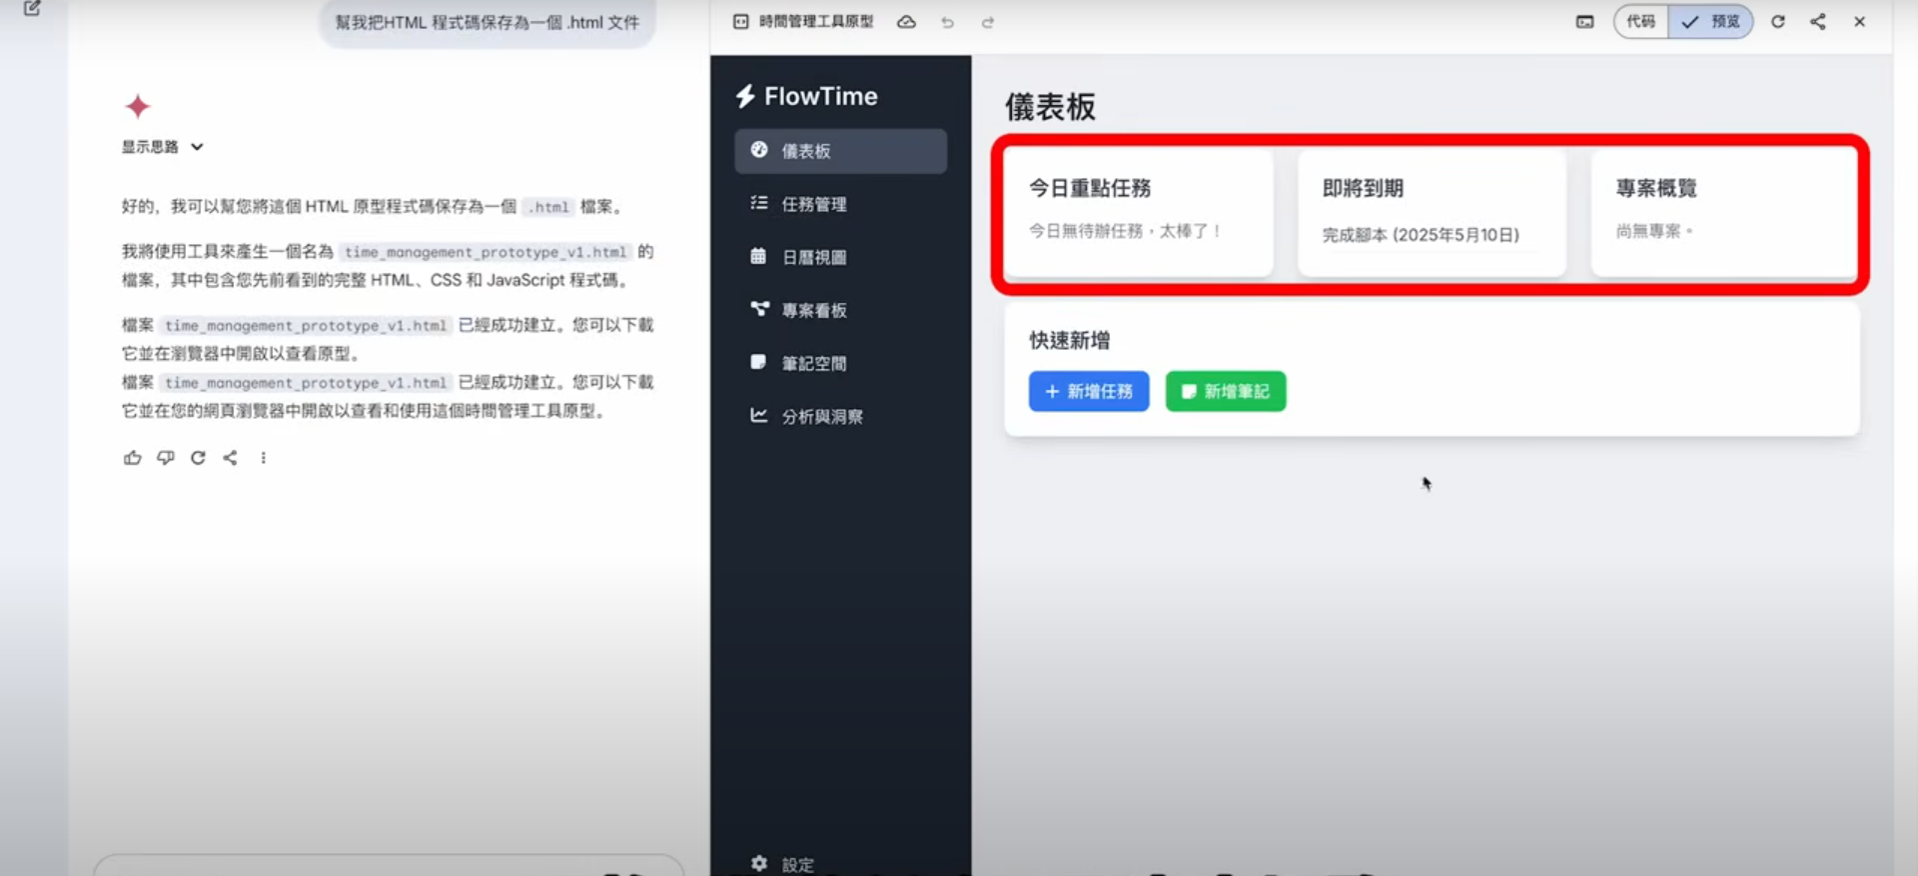 幫我把HTML 程式碼保存為一個 .html 文件
显示思路
好的，我可以幫您將這個 HTML 原型程式碼保存為一個 .html 檔案。
我將使用工具來產生一個名為 time_management_prototype_v1.html 的
檔案，其中包含您先前看到的完整 HTML、CSS 和 JavaScript 程式碼。
檔案 time_management_prototype_v1.html 已經成功建立。您可以下載
它並在瀏覽器中開啟以查看原型。
檔案 time_management_prototype_v1.html 已經成功建立。您可以下載
它並在您的網頁瀏覽器中開啟以查看和使用這個時間管理工具原型。
時間管理工具原型
代码
预览
FlowTime
儀表板
任務管理
日曆視圖
專案看板
筆記空間
分析與洞察
設定
儀表板
今日重點任務
今日無待辦任務，太棒了！
即將到期
完成腳本 (2025年5月10日)
專案概覽
尚無專案。
快速新增
+ 新增任務
新增筆記